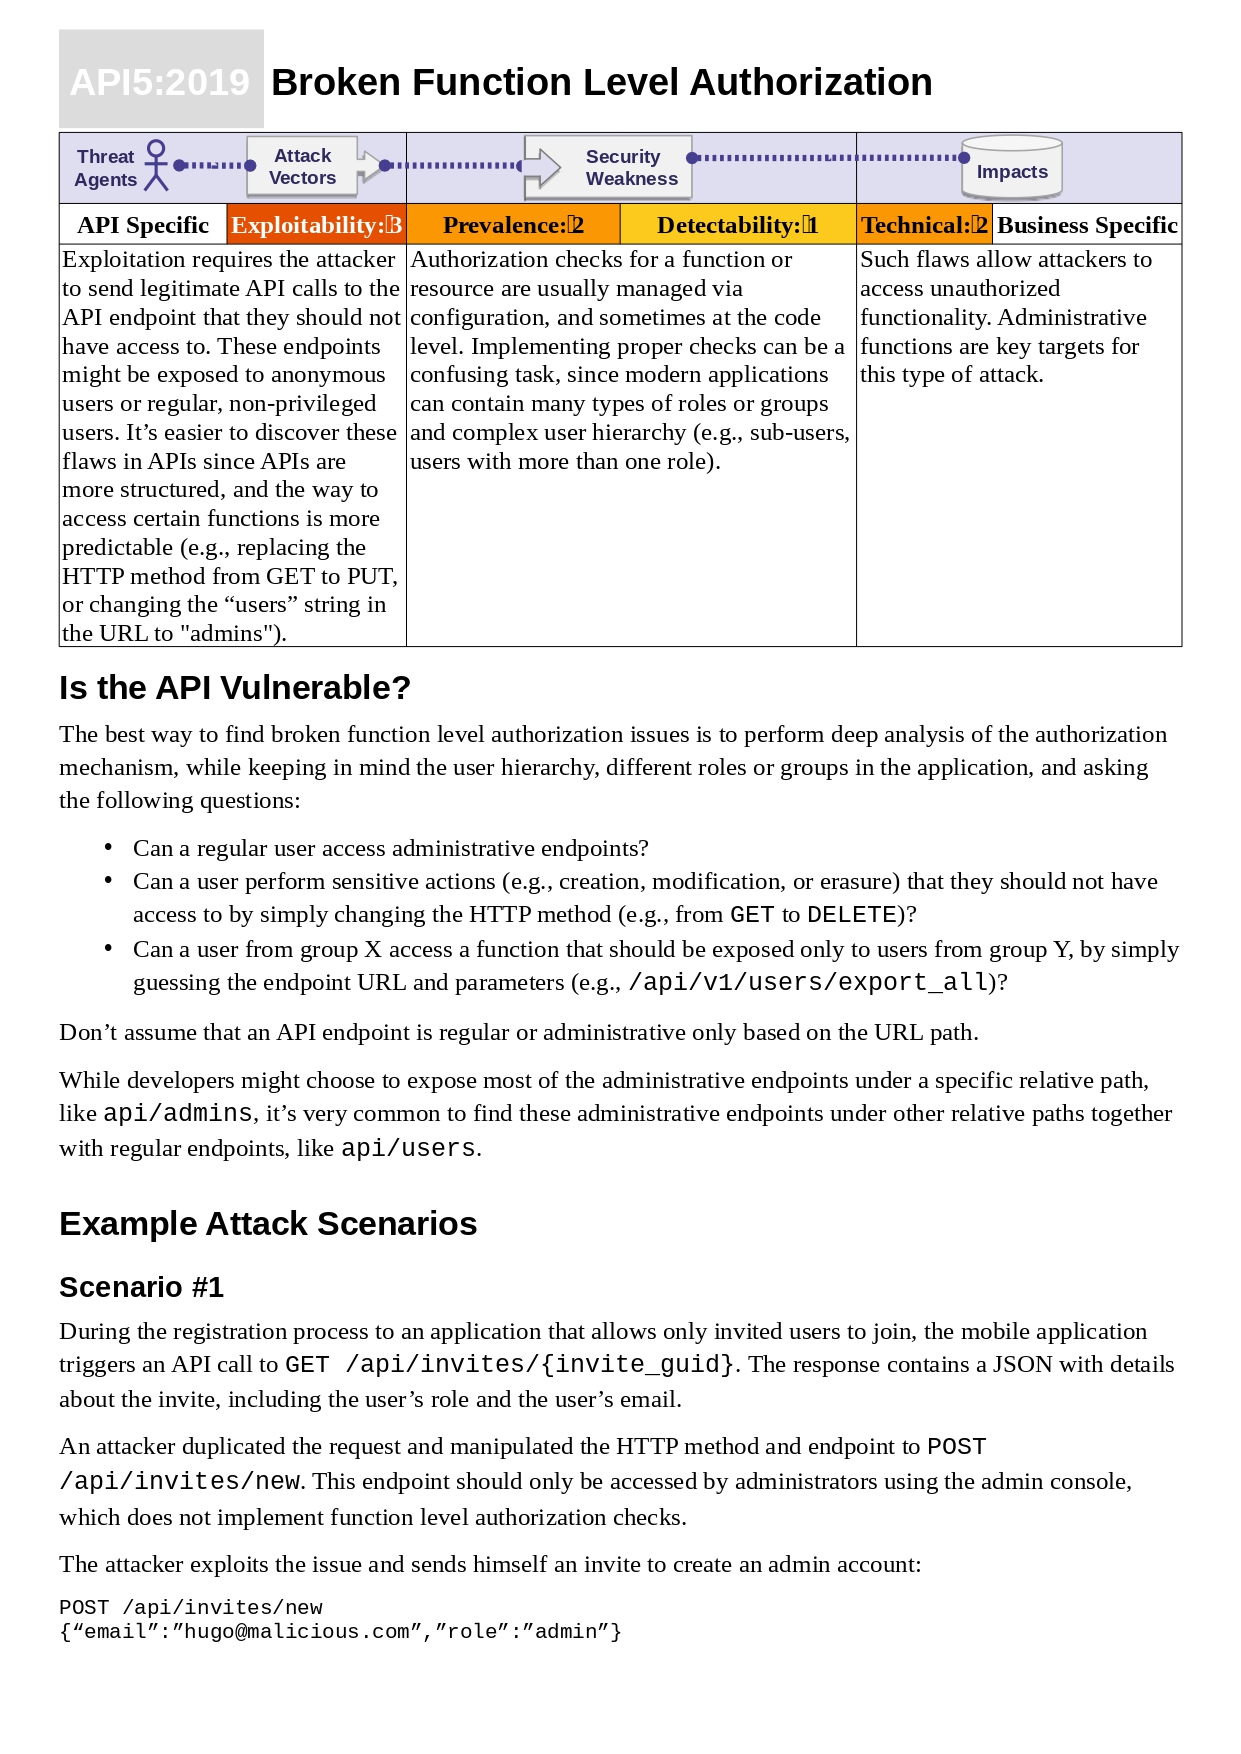 API5:2019 Broken Function Level Authorization
Threat Agents
Attack Vectors
Security Weakness
Impacts
API Specific Exploitability: 3 Prevalence: 2 Detectability: 1 Technical: 2 Business Specific
Exploitation requires the attacker
to send legitimate API calls to the
API endpoint that they should not
have access to. These endpoints
might be exposed to anonymous
users or regular, non-privileged
users. It’s easier to discover these
flaws in APIs since APIs are
more structured, and the way to
access certain functions is more
predictable (e.g., replacing the
HTTP method from GET to PUT,
or changing the “users” string in
the URL to "admins").
Authorization checks for a function or
resource are usually managed via
configuration, and sometimes at the code
level. Implementing proper checks can be a
confusing task, since modern applications
can contain many types of roles or groups
and complex user hierarchy (e.g., sub-users,
users with more than one role).
Such flaws allow attackers to
access unauthorized
functionality. Administrative
functions are key targets for
this type of attack.
Is the API Vulnerable?
The best way to find broken function level authorization issues is to perform deep analysis of the authorization
mechanism, while keeping in mind the user hierarchy, different roles or groups in the application, and asking
the following questions:
• Can a regular user access administrative endpoints?
• Can a user perform sensitive actions (e.g., creation, modification, or erasure) that they should not have
access to by simply changing the HTTP method (e.g., from GET to DELETE)?
• Can a user from group X access a function that should be exposed only to users from group Y, by simply
guessing the endpoint URL and parameters (e.g., /api/v1/users/export_all)?
Don’t assume that an API endpoint is regular or administrative only based on the URL path.
While developers might choose to expose most of the administrative endpoints under a specific relative path,
like api/admins, it’s very common to find these administrative endpoints under other relative paths together
with regular endpoints, like api/users.
Example Attack Scenarios
Scenario #1
During the registration process to an application that allows only invited users to join, the mobile application
triggers an API call to GET /api/invites/{invite_guid}. The response contains a JSON with details
about the invite, including the user’s role and the user’s email.
An attacker duplicated the request and manipulated the HTTP method and endpoint to POST
/api/invites/new. This endpoint should only be accessed by administrators using the admin console,
which does not implement function level authorization checks.
The attacker exploits the issue and sends himself an invite to create an admin account:
POST /api/invites/new
{“email”:”hugo@malicious.com”,”role”:”admin”}